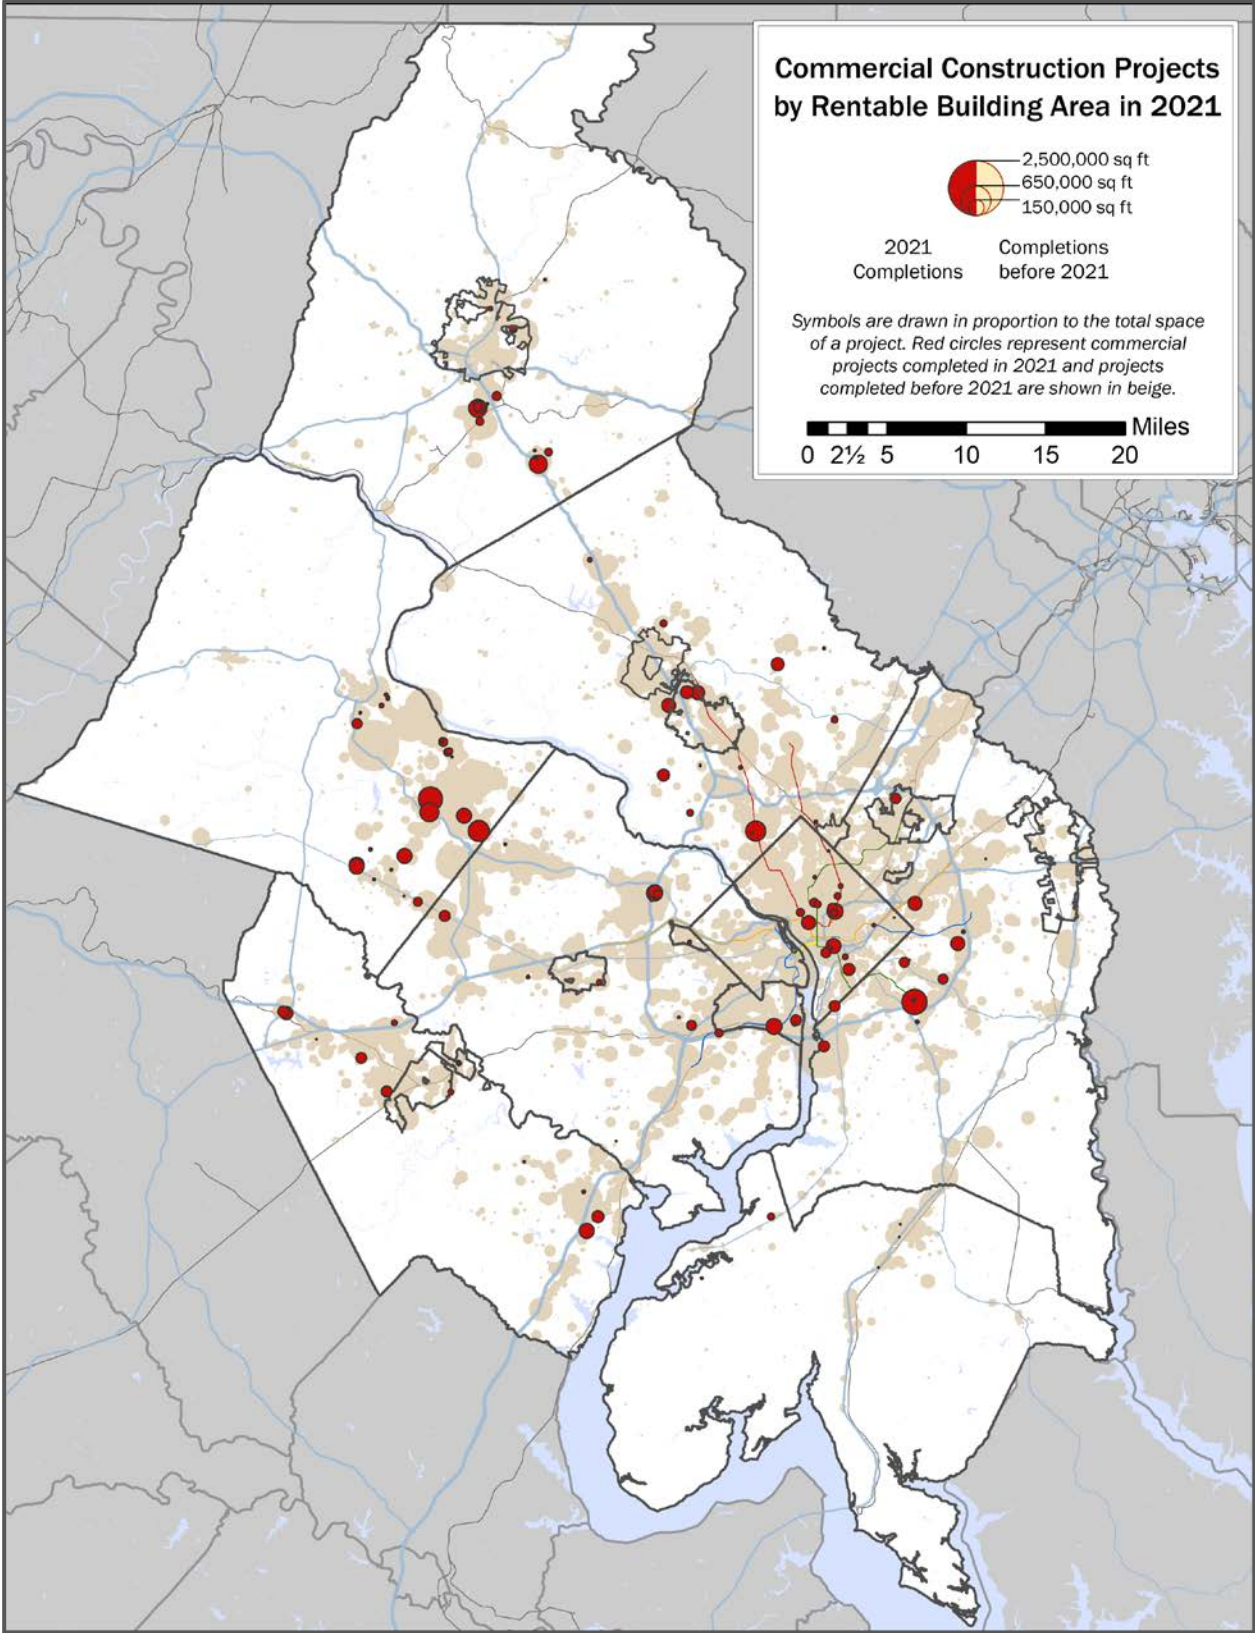 Commercial Construction Projects
by Rentable Building Area in 2021
2,500,000 sq ft
650,000 sq ft
150,000 sq ft
2021
Completions
Completions
before 2021
Symbols are drawn in proportion to the total space
of a project. Red circles represent commercial
projects completed in 2021 and projects
completed before 2021 are shown in beige.
Miles
0 2½ 5 10 15 20